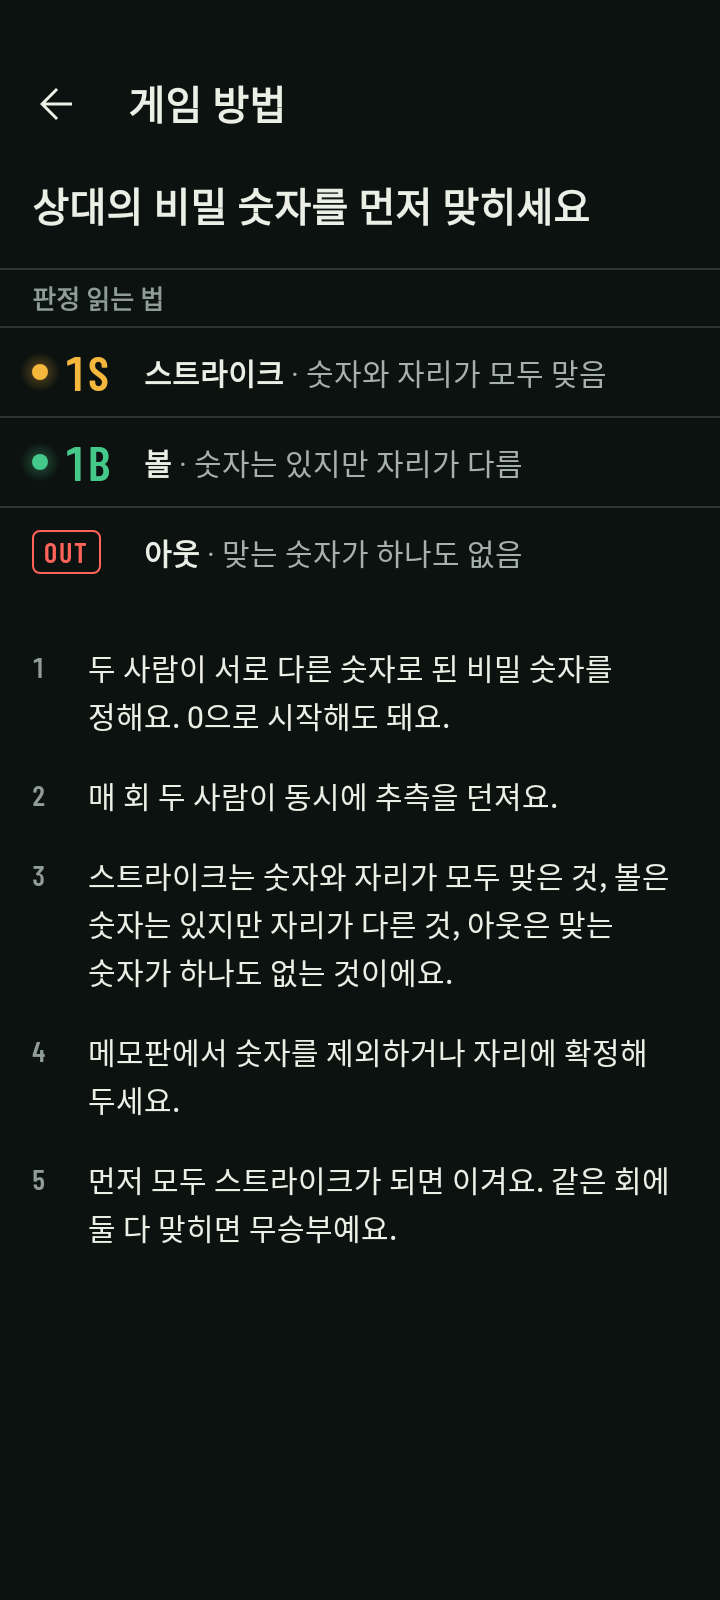 게임 방법
상대의 비밀 숫자를 먼저 맞히세요
판정 읽는 법
1S 스트라이크 · 숫자와 자리가 모두 맞음
1B 볼 · 숫자는 있지만 자리가 다름
OUT 아웃 · 맞는 숫자가 하나도 없음
1 두 사람이 서로 다른 숫자로 된 비밀 숫자를
정해요. 0으로 시작해도 돼요.
2 매 회 두 사람이 동시에 추측을 던져요.
3 스트라이크는 숫자와 자리가 모두 맞은 것, 볼은
숫자는 있지만 자리가 다른 것, 아웃은 맞는
숫자가 하나도 없는 것이에요.
4 메모판에서 숫자를 제외하거나 자리에 확정해
두세요.
5 먼저 모두 스트라이크가 되면 이겨요. 같은 회에
둘 다 맞히면 무승부예요.